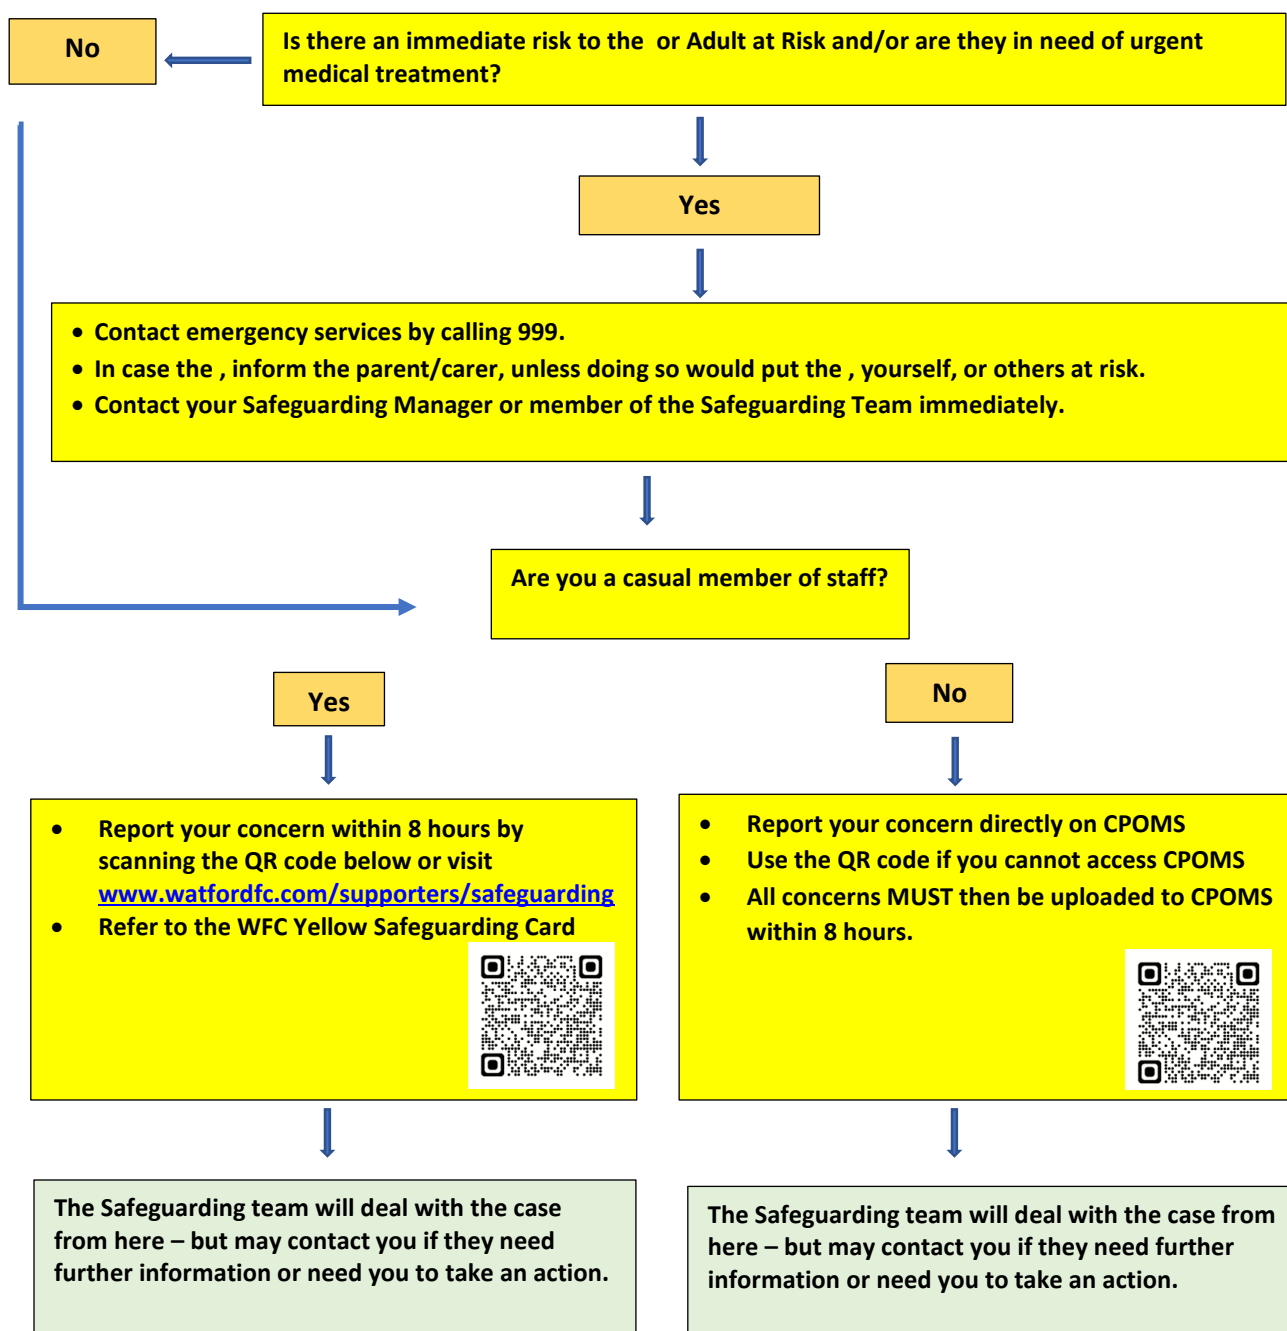 No
Is there an immediate risk to the  or Adult at Risk and/or are they in need of urgent
medical treatment?
Yes
• Contact emergency services by calling 999.
• In case the , inform the parent/carer, unless doing so would put the , yourself, or others at risk.
• Contact your Safeguarding Manager or member of the Safeguarding Team immediately.
Are you a casual member of staff?
Yes
No
• Report your concern within 8 hours by
scanning the QR code below or visit
www.watfordfc.com/supporters/safeguarding
• Refer to the WFC Yellow Safeguarding Card
• Report your concern directly on CPOMS
• Use the QR code if you cannot access CPOMS
• All concerns MUST then be uploaded to CPOMS
within 8 hours.
The Safeguarding team will deal with the case
from here – but may contact you if they need
further information or need you to take an action.
The Safeguarding team will deal with the case from
here – but may contact you if they need further
information or need you to take an action.